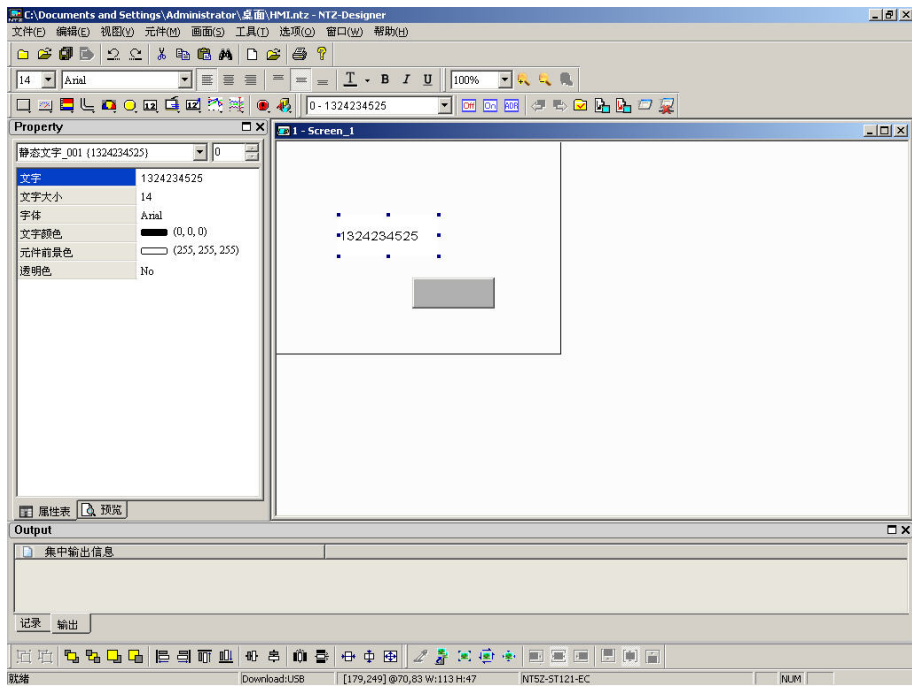 C:\Documents and Settings\Administrator\桌面\HMI.ntz - NTZ-Designer
文件(F) 编辑(E) 视图(V) 元件(M) 画面(S) 工具(T) 选项(O) 窗口(W) 帮助(H)
14 Arial T B I U 100%
0 - 1324234525 Off On ADR
Property
1 - Screen_1
静态文字_001 {1324234525} 0
文字 1324234525
文字大小 14
字体 Arial
文字颜色 (0, 0, 0)
元件前景色 (255, 255, 255)
透明色 No
1324234525
属性表 预览
Output
集中输出信息
记录 输出
就绪 Download:USB [179,249] @70,83 W:113 H:47 NT5Z-ST121-EC NUM